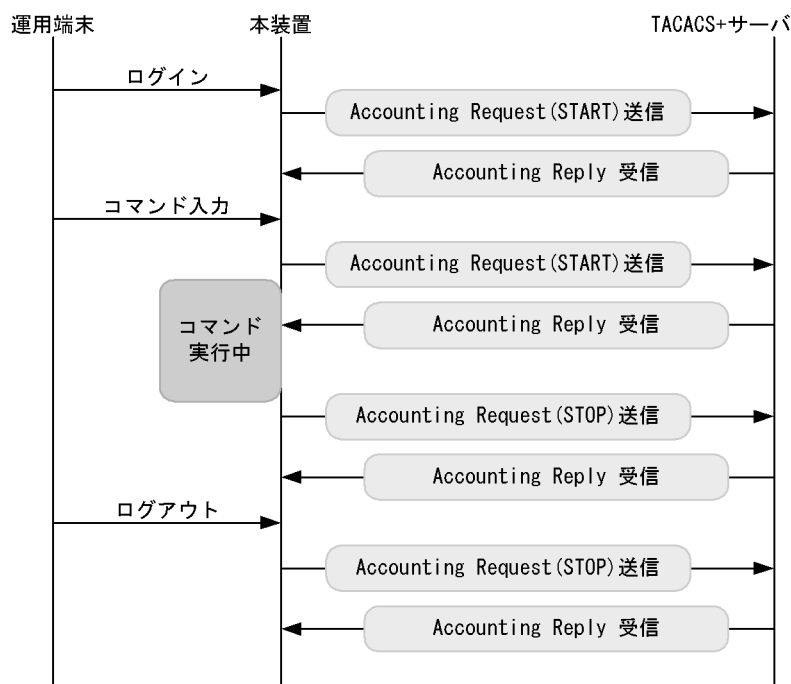 運用端末 本装置 TACACS+サーバ
ログイン
Accounting Request(START)送信
Accounting Reply 受信
コマンド入力
Accounting Request(START)送信
コマンド
実行中
Accounting Reply 受信
Accounting Request(STOP)送信
Accounting Reply 受信
ログアウト
Accounting Request(STOP)送信
Accounting Reply 受信